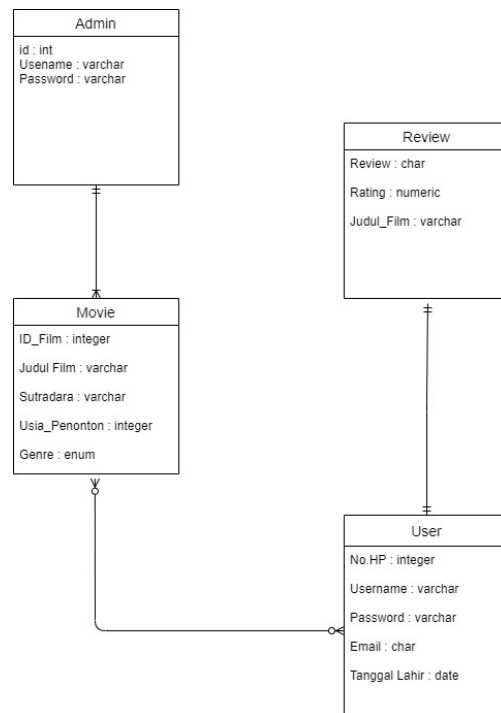 Admin
id : int
Usename : varchar
Password : varchar
Review
Review : char
Rating : numeric
Judul_Film : varchar
Movie
ID_Film : integer
Judul Film : varchar
Sutradara : varchar
Usia_Penonton : integer
Genre : enum
User
No.HP : integer
Username : varchar
Password : varchar
Email : char
Tanggal Lahir : date